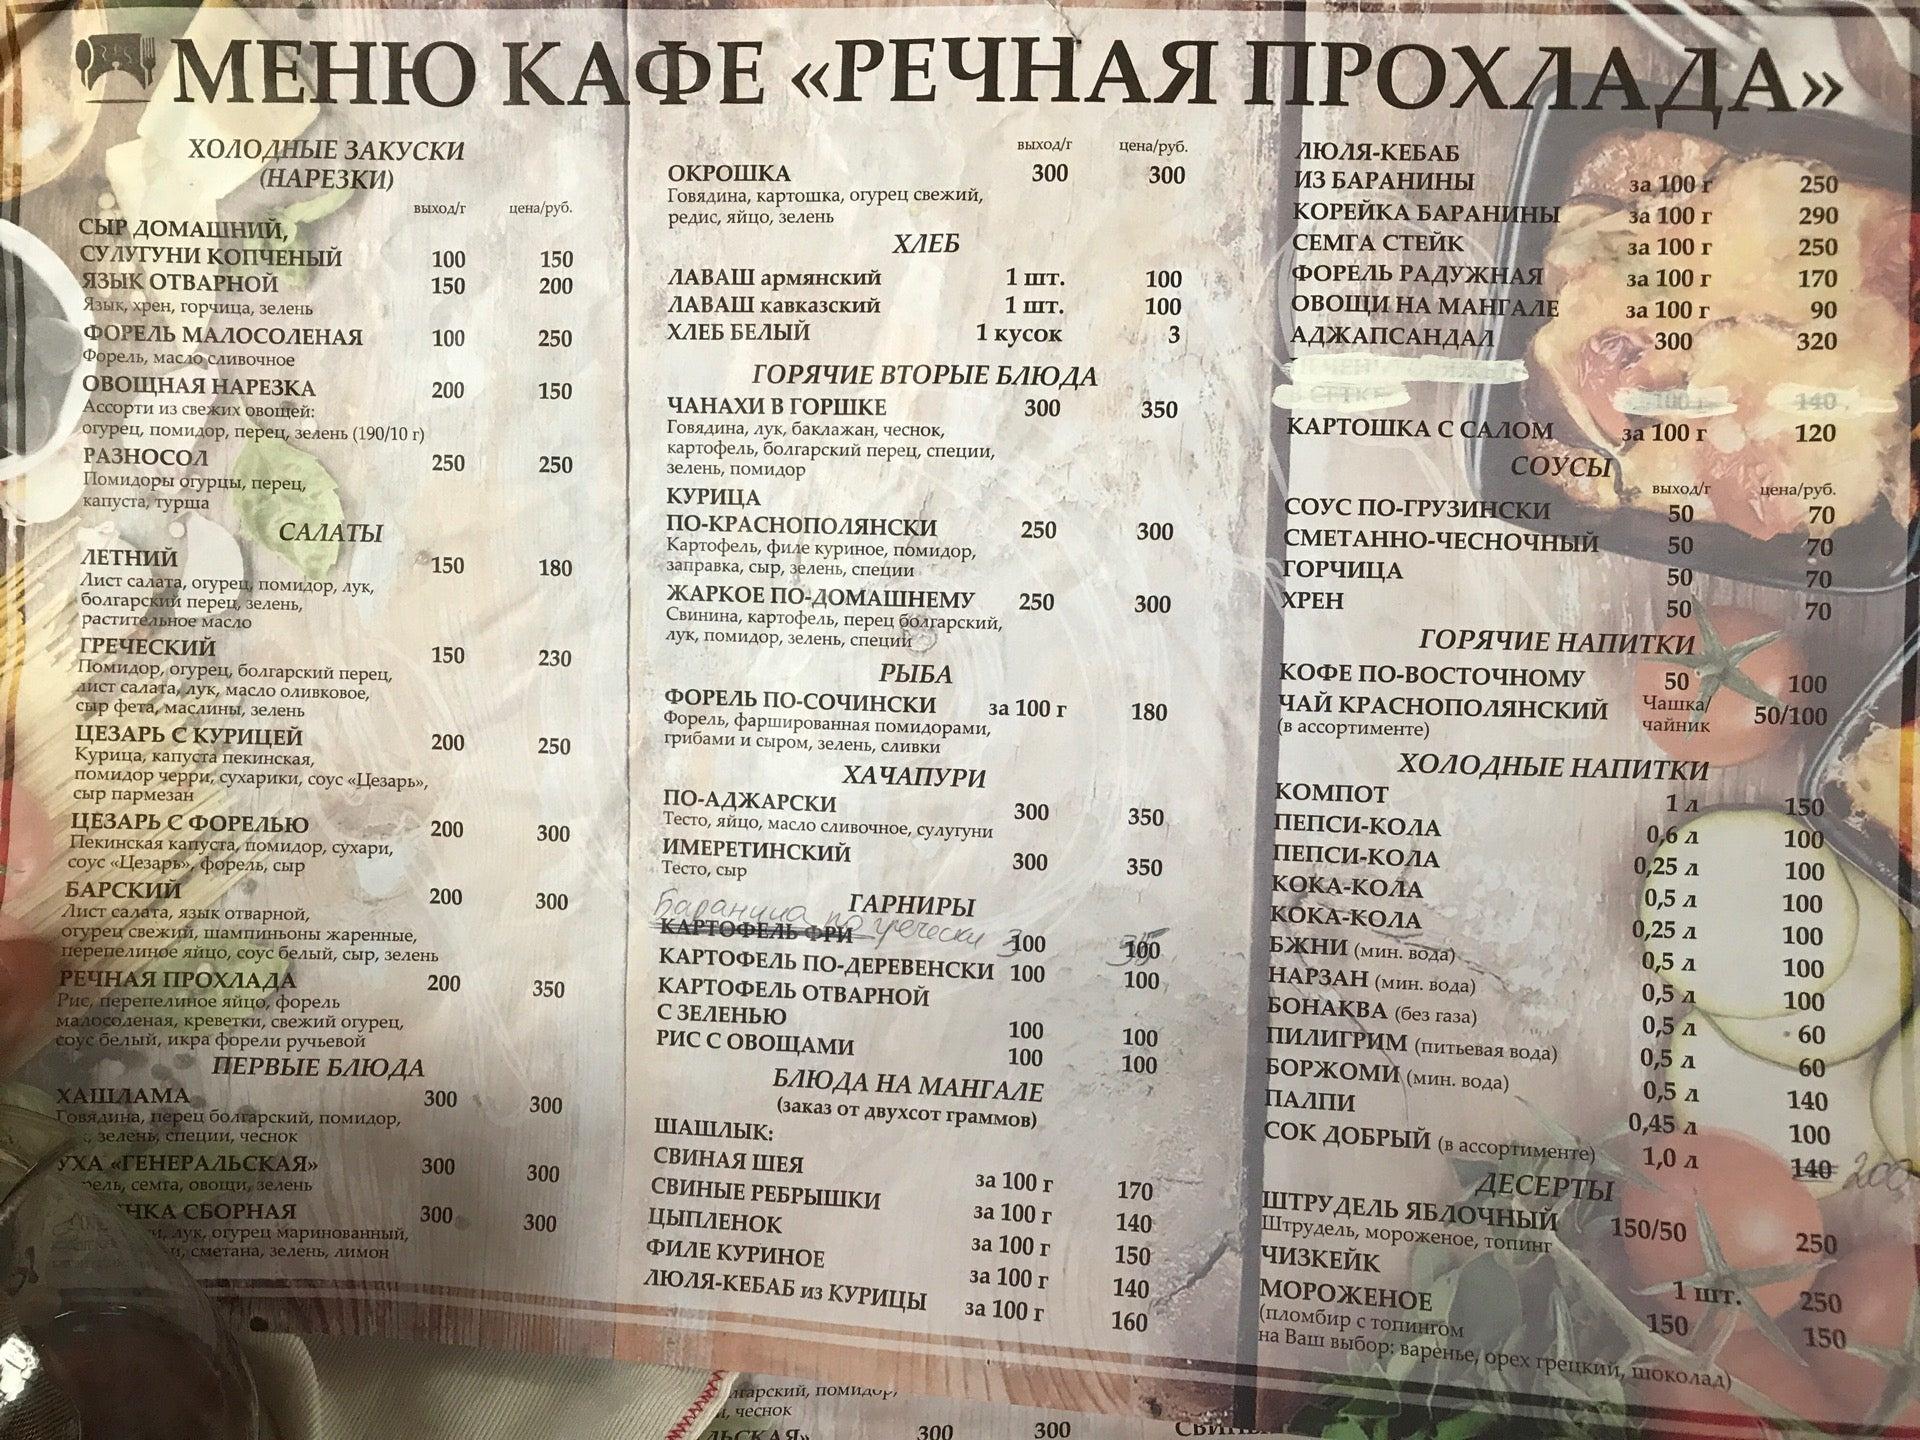 МЕНЮ КАФЕ «РЕЧНАЯ ПРОХЛАДА»
ХОЛОДНЫЕ ЗАКУСКИ
(НАРЕЗКИ)
выход/г цена/руб.
СЫР ДОМАШНИЙ,
СУЛУГУНИ КОПЧЕНЫЙ 100 150
ЯЗЫК ОТВАРНОЙ 150 200
Язык, хрен, горчица, зелень
ФОРЕЛЬ МАЛОСОЛЕНАЯ 100 250
Форель, масло сливочное
ОВОЩНАЯ НАРЕЗКА 200 150
Ассорти из свежих овощей:
огурец, помидор, перец, зелень (190/10 г)
РАЗНОСОЛ 250 250
Помидоры огурцы, перец,
капуста, турша
САЛАТЫ
ЛЕТНИЙ 150 180
Лист салата, огурец, помидор, лук,
болгарский перец, зелень,
растительное масло
ГРЕЧЕСКИЙ 150 230
Помидор, огурец, болгарский перец,
лист салата, лук, масло оливковое,
сыр фета, маслины, зелень
ЦЕЗАРЬ С КУРИЦЕЙ 200 250
Курица, капуста пекинская,
помидор черри, сухарики, соус «Цезарь»,
сыр пармезан
ЦЕЗАРЬ С ФОРЕЛЬЮ 200 300
Пекинская капуста, помидор, сухари,
соус «Цезарь», форель, сыр
БАРСКИЙ 200 300
Лист салата, язык отварной,
огурец свежий, шампиньоны жаренные,
перепелиное яйцо, соус белый, сыр, зелень
РЕЧНАЯ ПРОХЛАДА 200 350
Рис, перепелиное яйцо, форель
малосоленая, креветки, свежий огурец,
соус белый, икра форели ручьевой
ПЕРВЫЕ БЛЮДА
ХАШЛАМА 300 300
Говядина, перец болгарский, помидор,
зелень, специи, чеснок
УХА «ГЕНЕРАЛЬСКАЯ» 300 300
семга, овощи, зелень
СБОРНАЯ 300 300
лук, огурец маринованный,
сметана, зелень, лимон
выход/г цена/руб.
ОКРОШКА 300 300
Говядина, картошка, огурец свежий,
редис, яйцо, зелень
ХЛЕБ
ЛАВАШ армянский 1 шт. 100
ЛАВАШ кавказский 1 шт. 100
ХЛЕБ БЕЛЫЙ 1 кусок 3
ГОРЯЧИЕ ВТОРЫЕ БЛЮДА
ЧАНАХИ В ГОРШКЕ 300 350
Говядина, лук, баклажан, чеснок,
картофель, болгарский перец, специи,
зелень, помидор
КУРИЦА
ПО-КРАСНОПОЛЯНСКИ 250 300
Картофель, филе куриное, помидор,
заправка, сыр, зелень, специи
ЖАРКОЕ ПО-ДОМАШНЕМУ 250 300
Свинина, картофель, перец болгарский,
лук, помидор, зелень, специи
РЫБА
ФОРЕЛЬ ПО-СОЧИНСКИ за 100 г 180
Форель, фаршированная помидорами,
грибами и сыром, зелень, сливки
ХАЧАПУРИ
ПО-АДЖАРСКИ 300 350
Тесто, яйцо, масло сливочное, сулугуни
ИМЕРЕТИНСКИЙ 300 350
Тесто, сыр
ГАРНИРЫ
Баранина по гречески
КАРТОФЕЛЬ ФРИ 100 100
КАРТОФЕЛЬ ПО-ДЕРЕВЕНСКИ 100 100
КАРТОФЕЛЬ ОТВАРНОЙ
С ЗЕЛЕНЬЮ 100 100
РИС С ОВОЩАМИ 100 100
БЛЮДА НА МАНГАЛЕ
(заказ от двухсот граммов)
ШАШЛЫК:
СВИНАЯ ШЕЯ за 100 г 170
СВИНЫЕ РЕБРЫШКИ за 100 г 140
ЦЫПЛЕНОК за 100 г 150
ФИЛЕ КУРИНОЕ за 100 г 140
ЛЮЛЯ-КЕБАБ из КУРИЦЫ за 100 г 160
ЛЮЛЯ-КЕБАБ
ИЗ БАРАНИНЫ за 100 г 250
КОРЕЙКА БАРАНИНЫ за 100 г 290
СЕМГА СТЕЙК за 100 г 250
ФОРЕЛЬ РАДУЖНАЯ за 100 г 170
ОВОЩИ НА МАНГАЛЕ за 100 г 90
АДЖАПСАНДАЛ 300 320
140
КАРТОШКА С САЛОМ за 100 г 120
СОУСЫ
выход/г цена/руб.
СОУС ПО-ГРУЗИНСКИ 50 70
СМЕТАННО-ЧЕСНОЧНЫЙ 50 70
ГОРЧИЦА 50 70
ХРЕН 50 70
ГОРЯЧИЕ НАПИТКИ
КОФЕ ПО-ВОСТОЧНОМУ 50 100
ЧАЙ КРАСНОПОЛЯНСКИЙ Чашка/ 50/100
(в ассортименте) чайник
ХОЛОДНЫЕ НАПИТКИ
КОМПОТ 1 л 150
ПЕПСИ-КОЛА 0,6 л 100
ПЕПСИ-КОЛА 0,25 л 100
КОКА-КОЛА 0,5 л 100
КОКА-КОЛА 0,25 л 100
БЖНИ (мин. вода) 0,5 л 100
НАРЗАН (мин. вода) 0,5 л 100
БОНАКВА (без газа) 0,5 л 60
ПИЛИГРИМ (питьевая вода) 0,5 л 60
БОРЖОМИ (мин. вода) 0,5 л 140
ПАЛПИ 0,45 л 100
СОК ДОБРЫЙ (в ассортименте) 1,0 л 140 200
ДЕСЕРТЫ
ШТРУДЕЛЬ ЯБЛОЧНЫЙ 150/50 250
Штрудель, мороженое, топинг
ЧИЗКЕЙК 1 шт. 250
МОРОЖЕНОЕ 150 150
(пломбир с топингом
на Ваш выбор: варенье, орех грецкий, шоколад)
помидор,
чеснок
300 300